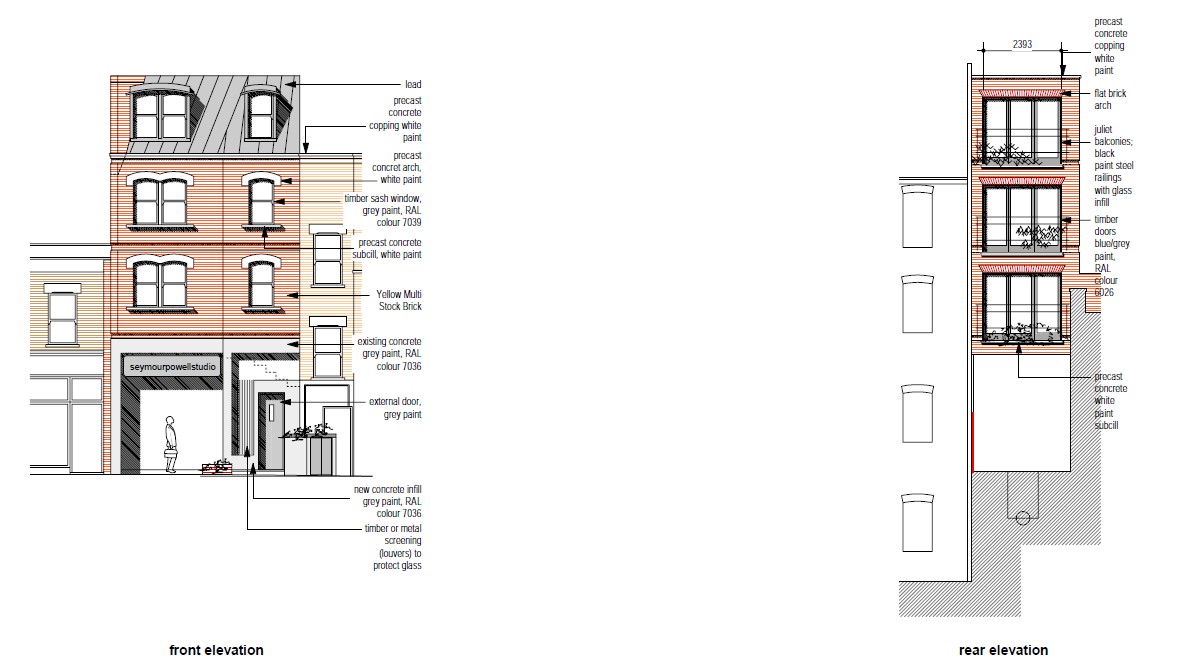 lead
precast
concrete
copping white
paint
precast
concret arch,
white paint
timber sash window,
grey paint, RAL
colour 7039
precast concrete
subcill, white paint
Yellow Multi
Stock Brick
existing concrete
grey paint, RAL
colour 7036
seymourpowellstudio
external door,
grey paint
new concrete infill
grey paint, RAL
colour 7036
timber or metal
screening
(louvers) to
protect glass
front elevation
2393
precast
concrete
copping
white
paint
flat brick
arch
juliet
balconies;
black
paint steel
railings
with glass
infill
timber
doors
blue/grey
paint,
RAL
colour
6026
precast
concrete
white
paint
subcill
rear elevation